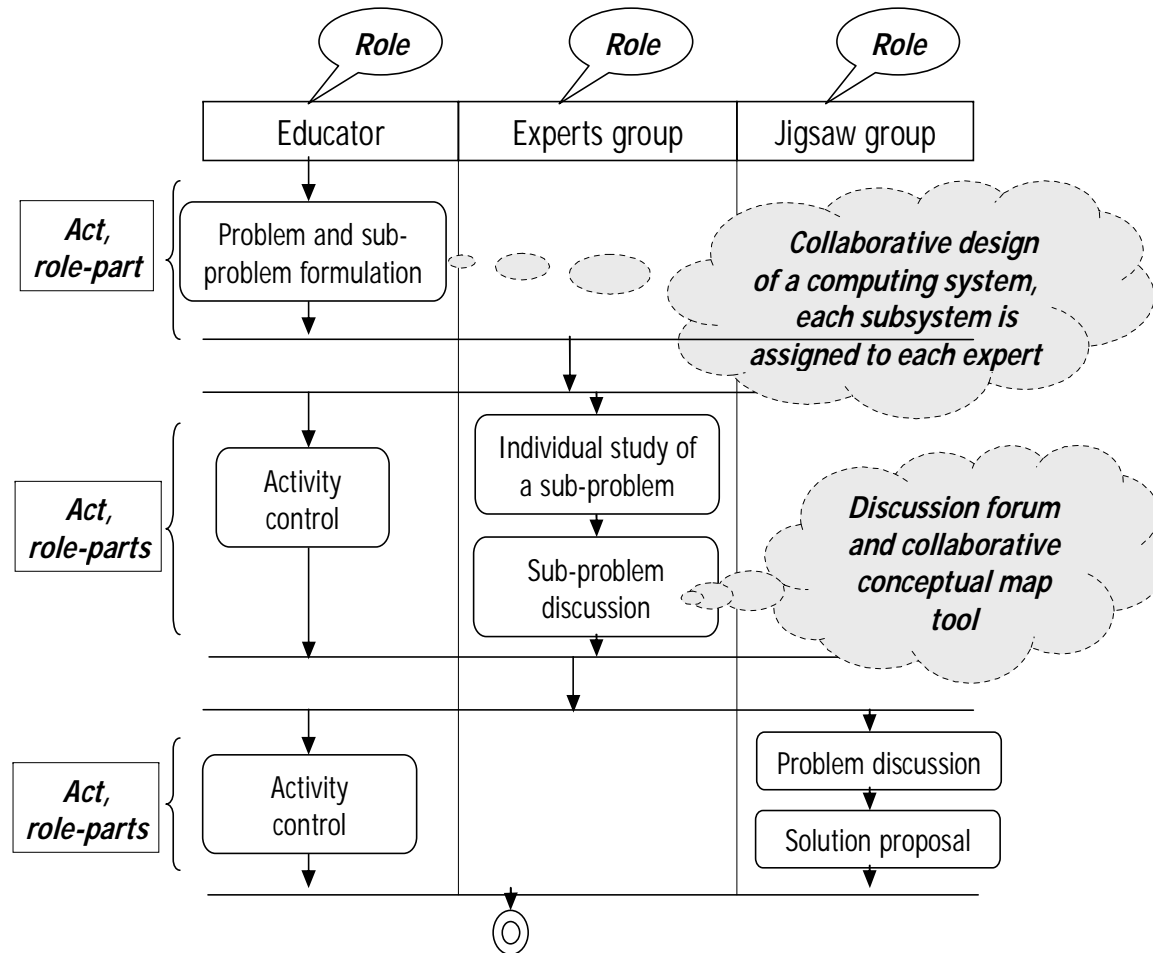 Role
Role
Role
Educator
Experts group
Jigsaw group
Act,
role-part
Problem and sub-
problem formulation
Collaborative design
of a computing system,
each subsystem is
assigned to each expert
Act,
role-parts
Activity
control
Individual study of
a sub-problem
Sub-problem
discussion
Discussion forum
and collaborative
conceptual map
tool
Act,
role-parts
Activity
control
Problem discussion
Solution proposal